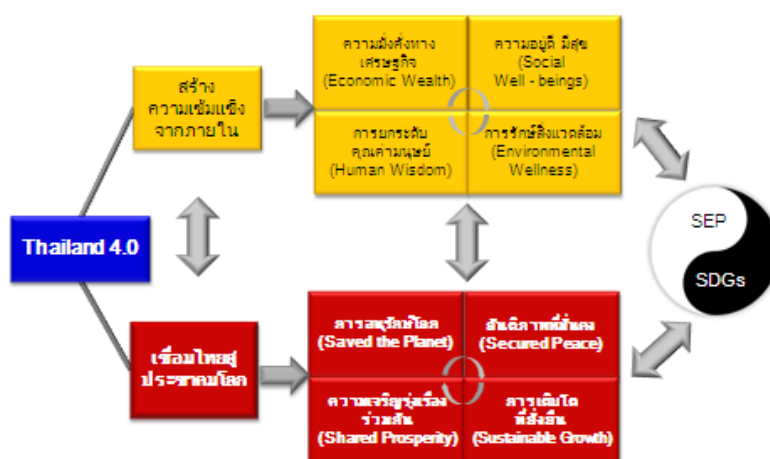 ความมั่งคั่งทาง
เศรษฐกิจ
(Economic Wealth)
ความอยู่ดี มีสุข
(Social
Well - beings)
สร้าง
ความเข้มแข็ง
จากภายใน
การยกระดับ
คุณค่ามนุษย์
(Human Wisdom)
การรักษ์สิ่งแวดล้อม
(Environmental
Wellness)
Thailand 4.0
SEP
SDGs
เชื่อมไทยสู่
ประชาคมโลก
การอนุรักษ์โลก
(Saved the Planet)
สันติภาพที่มั่นคง
(Secured Peace)
ความเจริญรุ่งเรือง
ร่วมกัน
(Shared Prosperity)
การเติบโต
ที่ยั่งยืน
(Sustainable Growth)